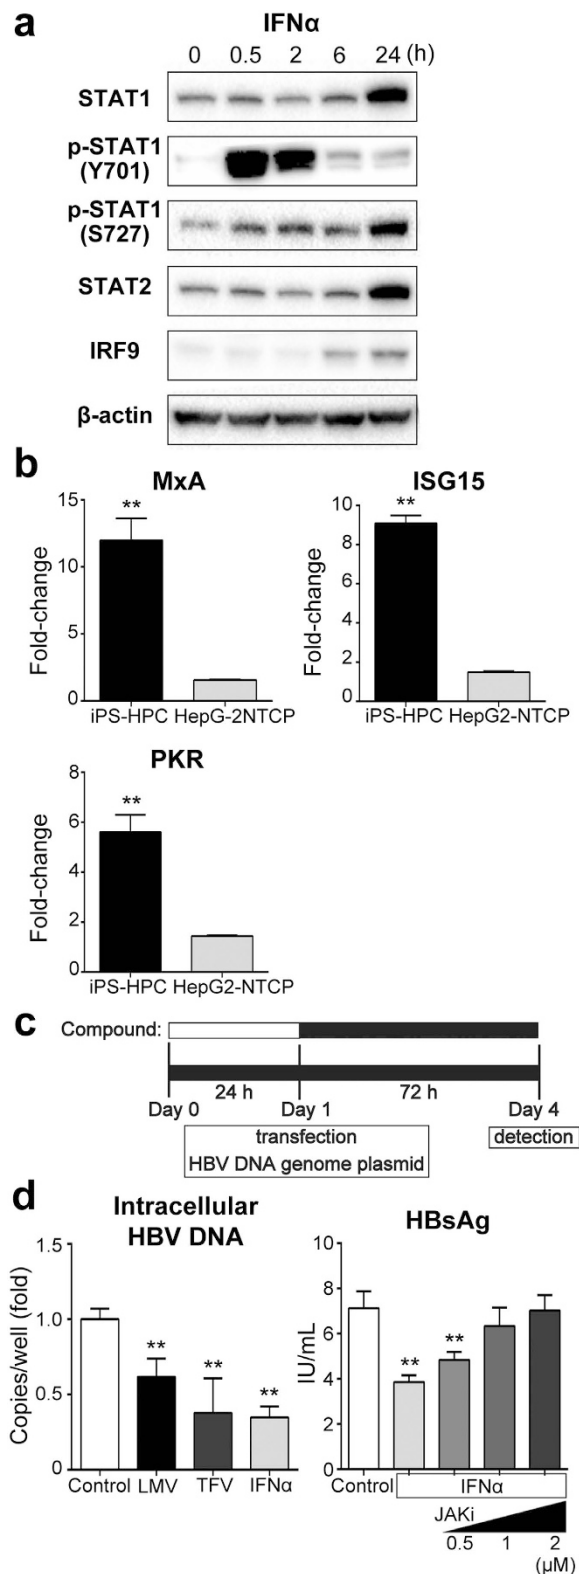 a
IFNα
0 0.5 2 6 24 (h)
STAT1
p-STAT1
(Y701)
p-STAT1
(S727)
STAT2
IRF9
β-actin
b
MxA
Fold-change
15
10
5
0
**
iPS-HPC HepG-2NTCP
ISG15
Fold-change
10
8
6
4
2
0
**
iPS-HPC HepG2-NTCP
PKR
Fold-change
8
6
4
2
0
**
iPS-HPC HepG2-NTCP
c
Compound:
24 h 72 h
Day 0 Day 1 Day 4
transfection
HBV DNA genome plasmid
detection
d
Intracellular
HBV DNA
Copies/well (fold)
1.5
1.0
0.5
0
** ** **
Control LMV TFV IFNα
HBsAg
IU/mL
10
8
6
4
2
0
** **
Control IFNα
JAKi
0.5 1 2
(μM)